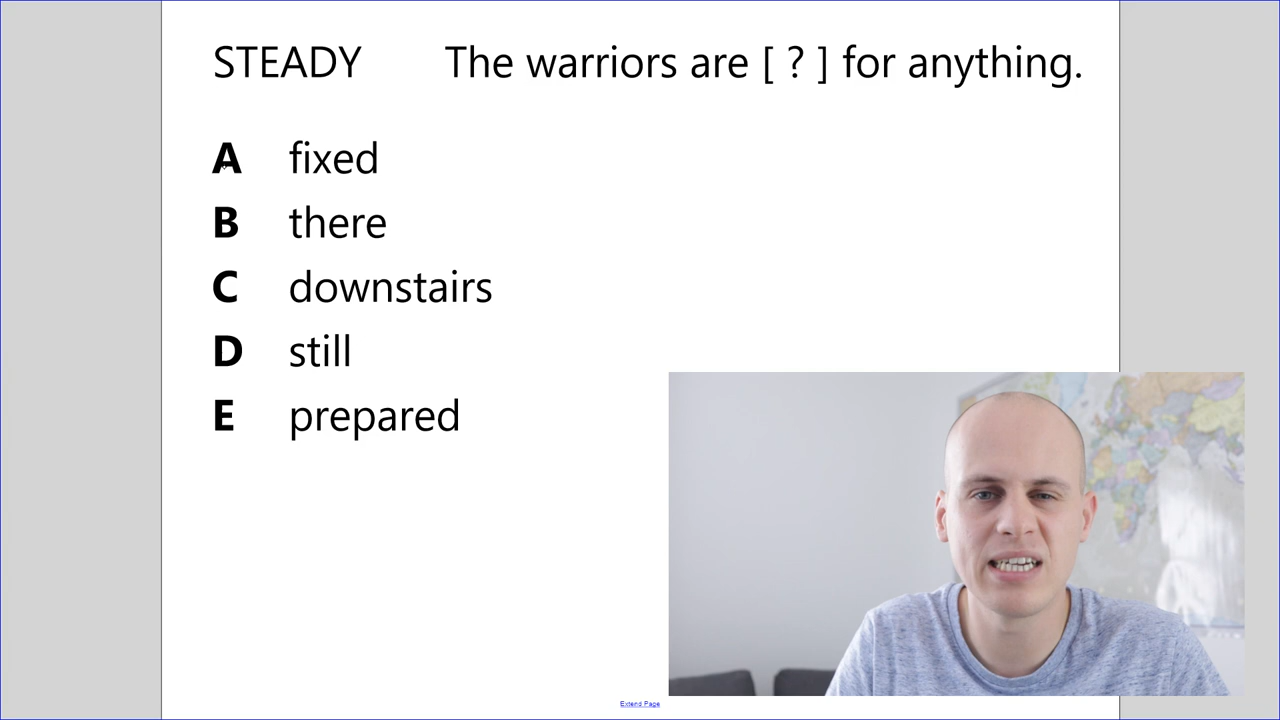 STEADY The warriors are [ ? ] for anything.
A fixed
B there
C downstairs
D still
E prepared
Extend Page